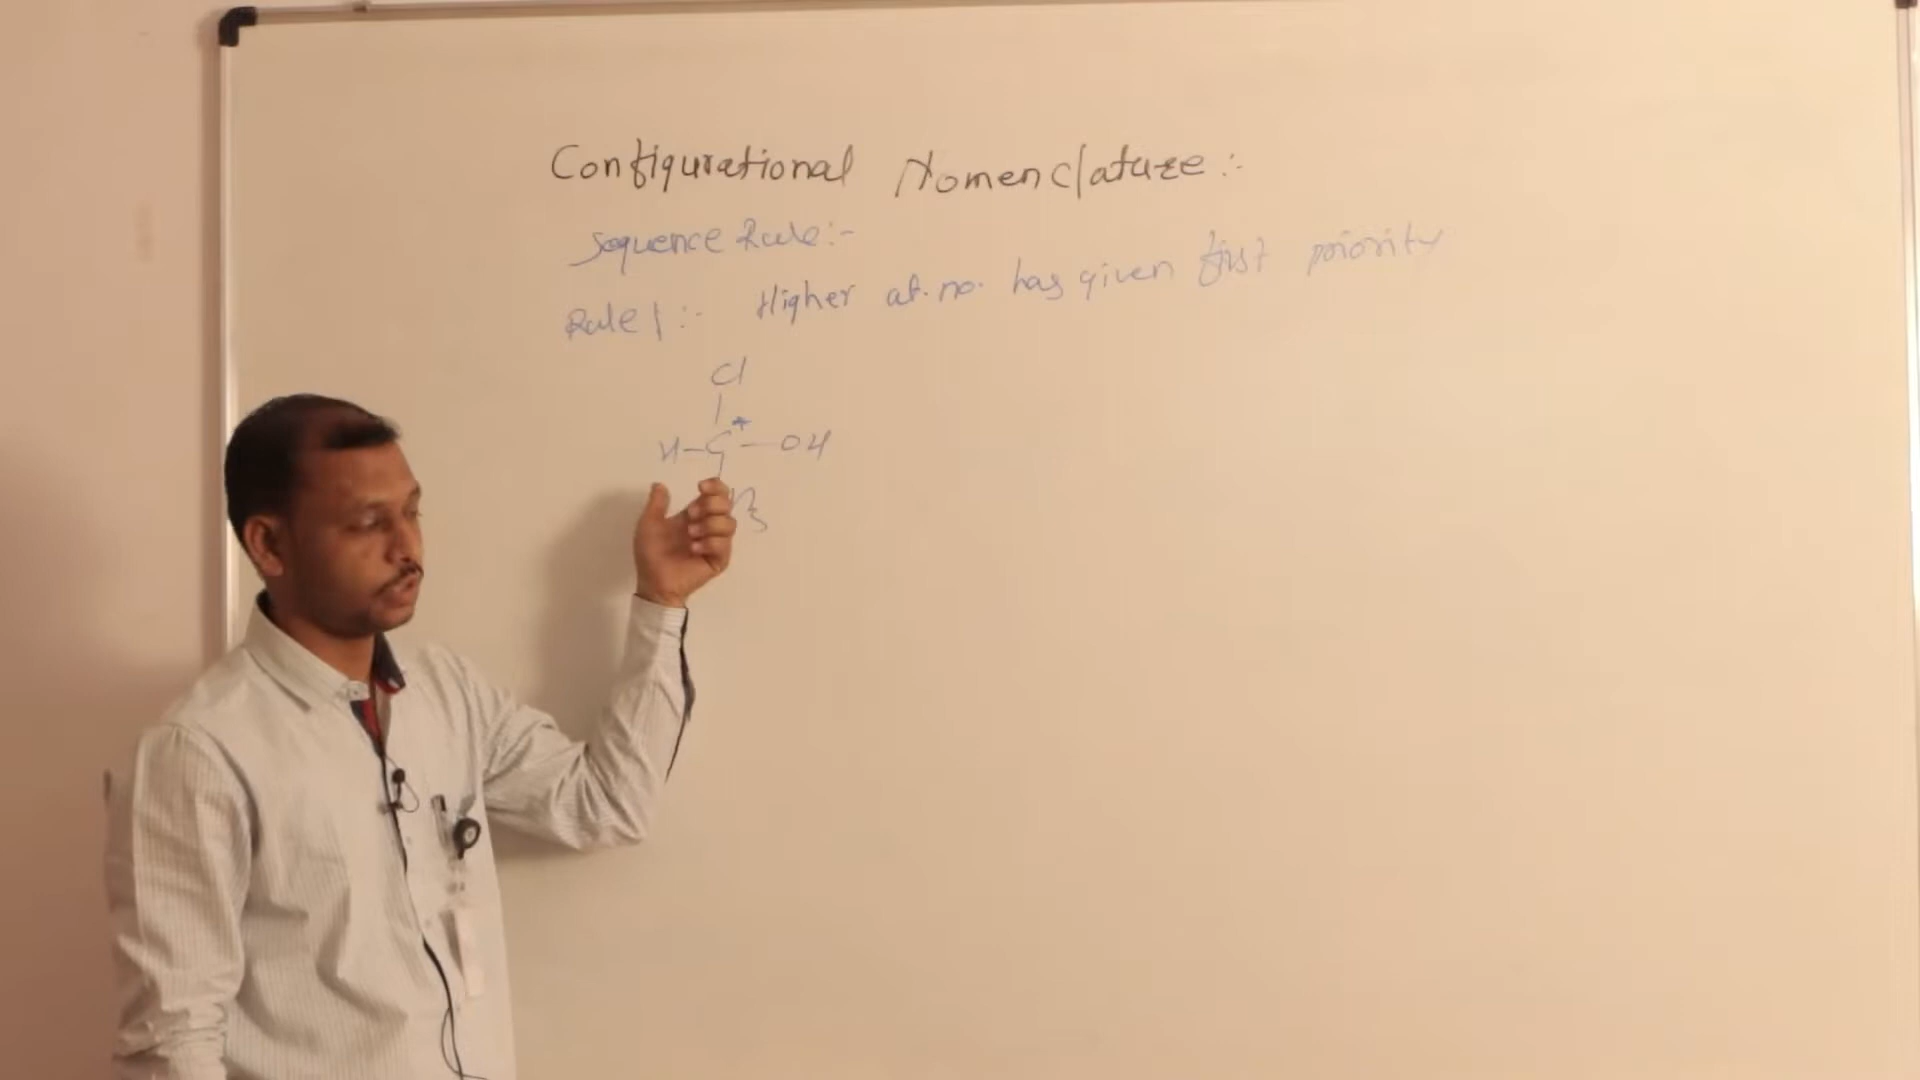 Configurational Nomenclature :-
Sequence Rule :-
Rule 1 :- Higher at. no. has given first priority
Cl
H - C* - OH